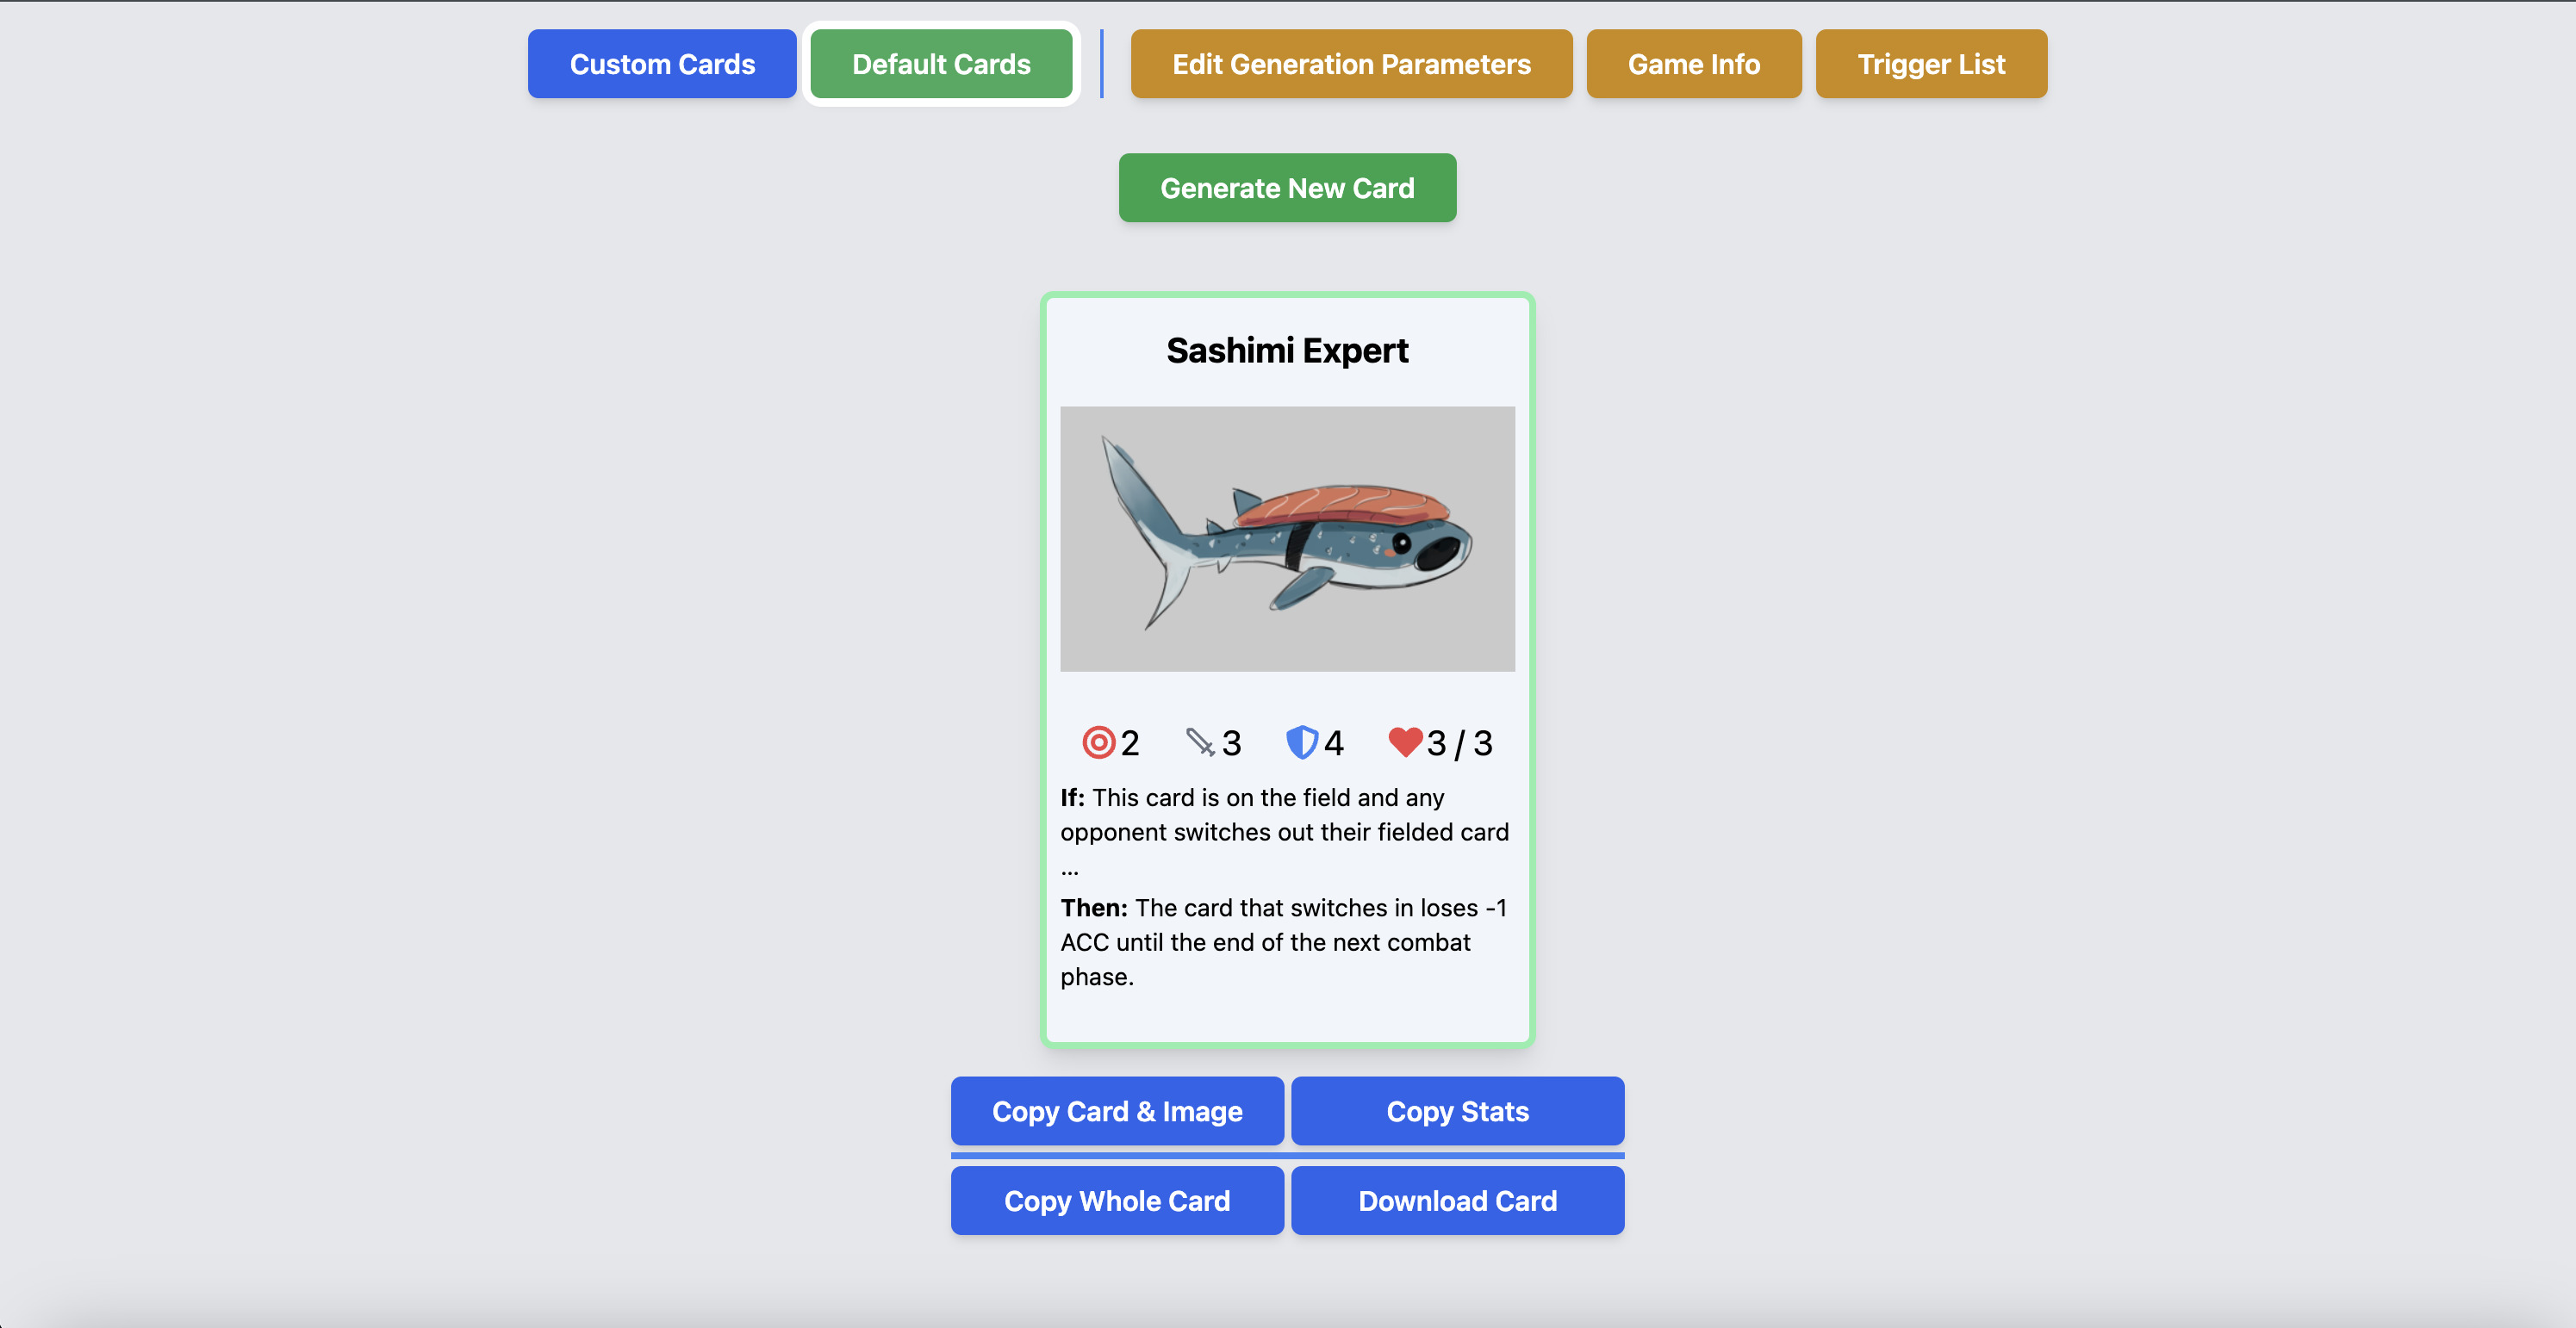 Custom Cards
Default Cards
Edit Generation Parameters
Game Info
Trigger List
Generate New Card
Sashimi Expert
2 3 4 3 / 3
If: This card is on the field and any
opponent switches out their fielded card
...
Then: The card that switches in loses -1
ACC until the end of the next combat
phase.
Copy Card & Image
Copy Stats
Copy Whole Card
Download Card